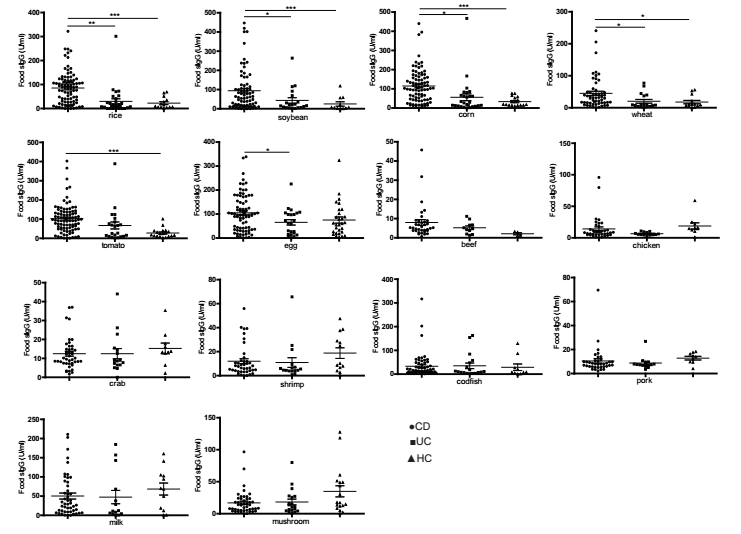 Food sIgG (U/ml)
400
300
200
100
0
***
**
rice
Food sIgG (U/ml)
500
400
300
200
100
0
***
*
soybean
Food sIgG (U/ml)
500
400
300
200
100
0
***
*
corn
Food sIgG (U/ml)
300
200
100
0
*
*
wheat
Food sIgG (U/ml)
500
400
300
200
100
0
***
tomato
Food sIgG (U/ml)
400
300
200
100
0
*
egg
Food sIgG (U/ml)
50
40
30
20
10
0
beef
Food sIgG (U/ml)
150
100
50
0
chicken
Food sIgG (U/ml)
50
40
30
20
10
0
crab
Food sIgG (U/ml)
80
60
40
20
0
shrimp
Food sIgG (U/ml)
400
300
200
100
0
codfish
Food sIgG (U/ml)
80
60
40
20
0
pork
Food sIgG (U/ml)
250
200
150
100
50
0
milk
Food sIgG (U/ml)
150
100
50
0
mushroom
CD
UC
HC